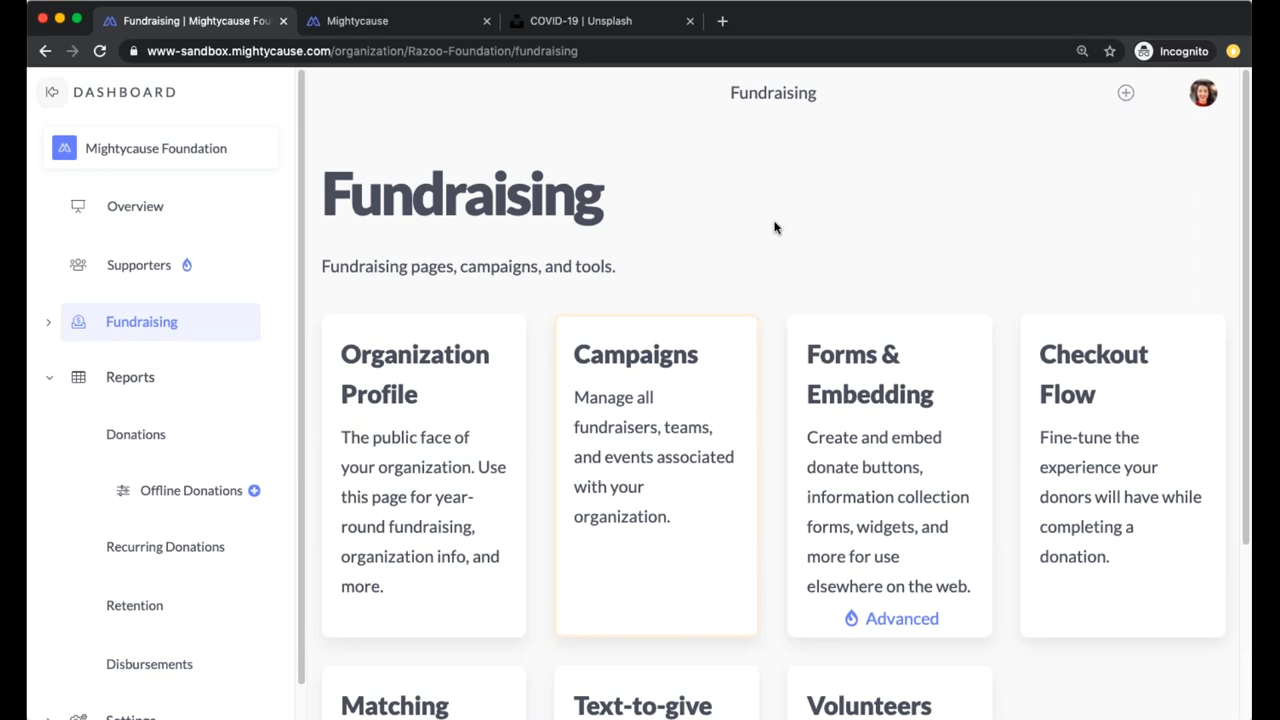 Fundraising | Mightycause Fou
Mightycause
COVID-19 | Unsplash
www-sandbox.mightycause.com/organization/Razoo-Foundation/fundraising
Incognito
DASHBOARD
Fundraising
Mightycause Foundation
Overview
Supporters
Fundraising
Reports
Donations
Offline Donations
Recurring Donations
Retention
Disbursements
Settings
Fundraising
Fundraising pages, campaigns, and tools.
Organization
Profile
The public face of
your organization. Use
this page for year-
round fundraising,
organization info, and
more.
Campaigns
Manage all
fundraisers, teams,
and events associated
with your
organization.
Forms &
Embedding
Create and embed
donate buttons,
information collection
forms, widgets, and
more for use
elsewhere on the web.
Advanced
Checkout
Flow
Fine-tune the
experience your
donors will have while
completing a
donation.
Matching
Text-to-give
Volunteers